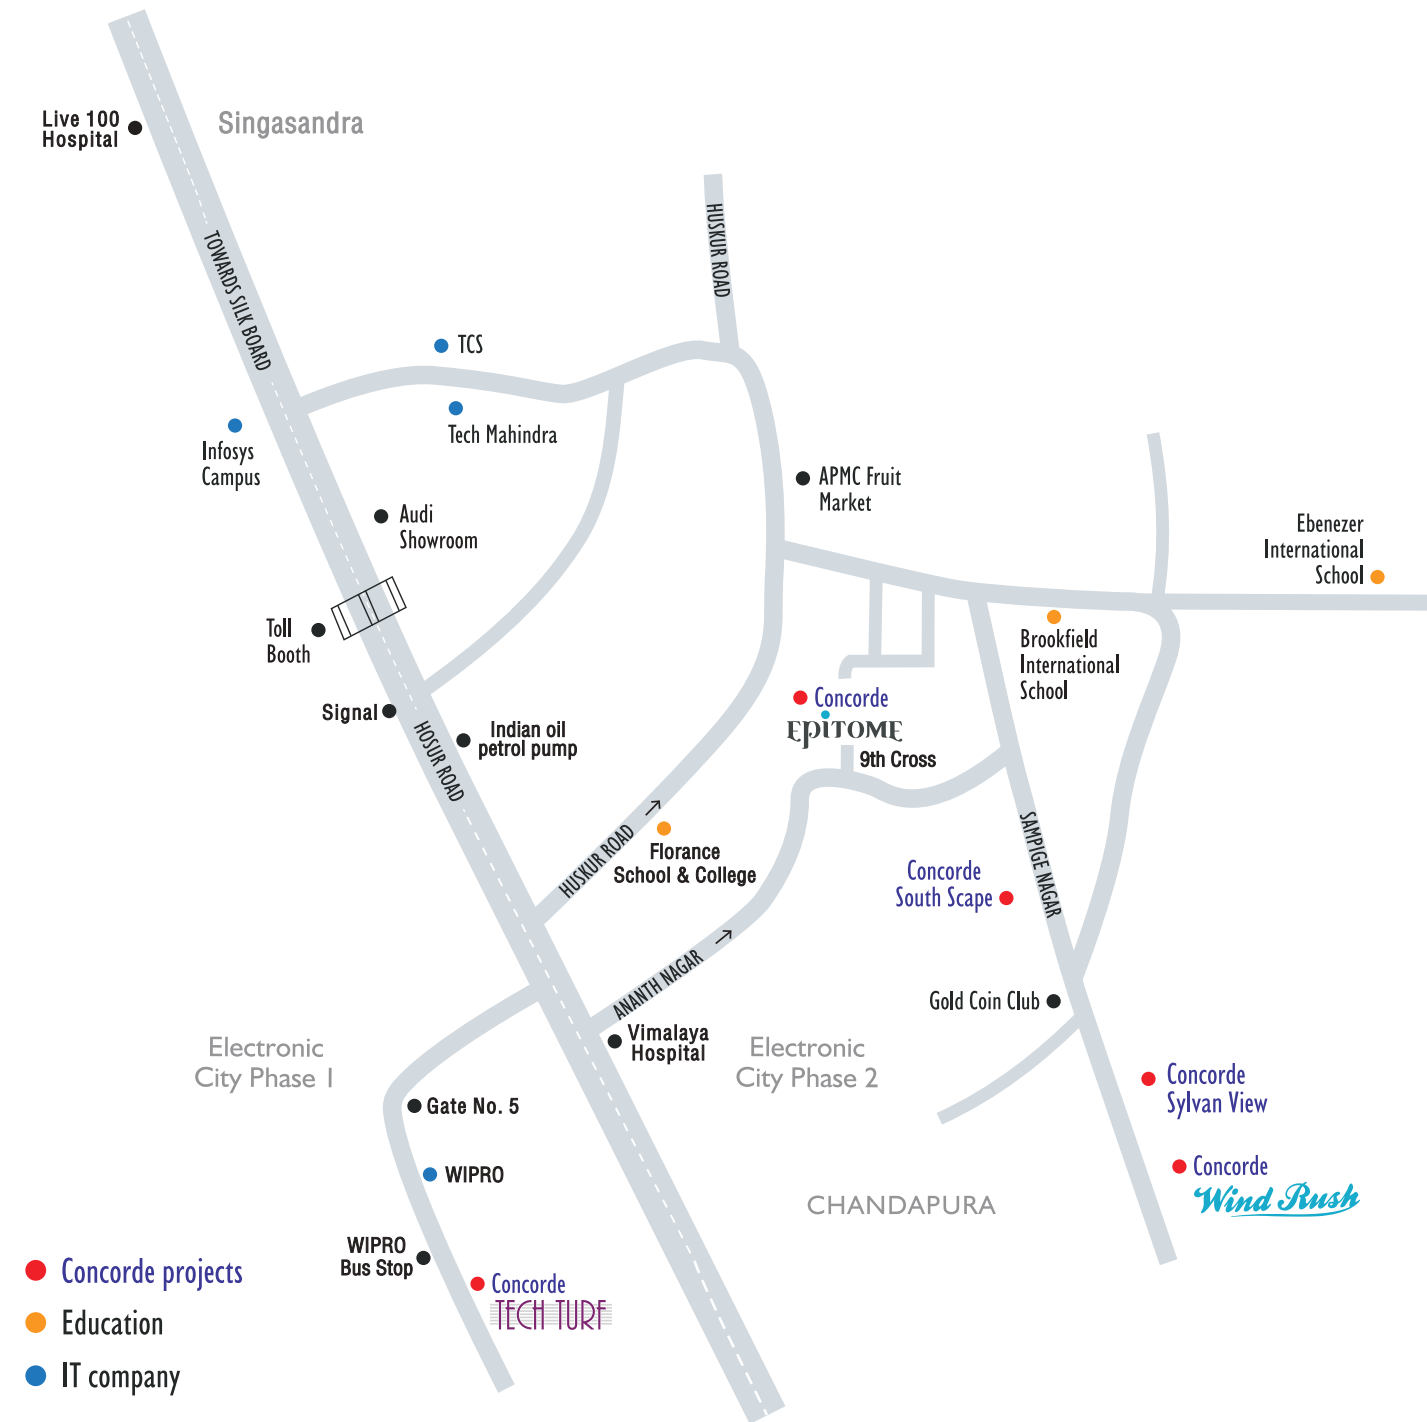 Live 100
Hospital
Singasandra
TOWARDS SILK BOARD
HUSKUR ROAD
TCS
Tech Mahindra
Infosys
Campus
APMC Fruit
Market
Audi
Showroom
Ebenezer
International
School
Toll
Booth
Brookfield
International
School
Signal
HOSUR ROAD
Indian oil
petrol pump
Concorde
EPITOME
9th Cross
HUSKUR ROAD
Florance
School & College
SAMPIGE NAGAR
Concorde
South Scape
ANANTH NAGAR
Gold Coin Club
Vimalaya
Hospital
Electronic
City Phase 1
Electronic
City Phase 2
Gate No. 5
Concorde
Sylvan View
WIPRO
Concorde
Wind Rush
CHANDAPURA
WIPRO
Bus Stop
Concorde
TECH TURF
Concorde projects
Education
IT company